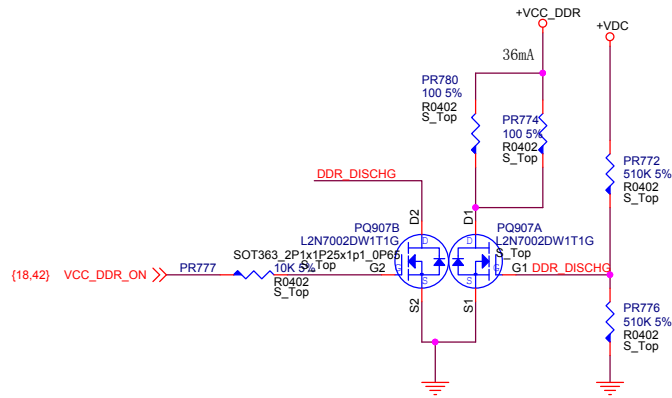 +VCC_DDR
+VDC
36mA
PR780
100 5%
R0402
S_Top
PR774
100 5%
R0402
S_Top
PR772
510K 5%
R0402
S_Top
DDR_DISCHG
D2
D1
PQ907B
L2N7002DW1T1G
PQ907A
L2N7002DW1T1G
SOT363_2P1x1P25x1p1_0P65
S_Top
S_Top
D
D
G
G
S
S
{18,42}
VCC_DDR_ON
PR777
10K 5%
R0402
S_Top
G2
G1
DDR_DISCHG
S2
S1
PR776
510K 5%
R0402
S_Top